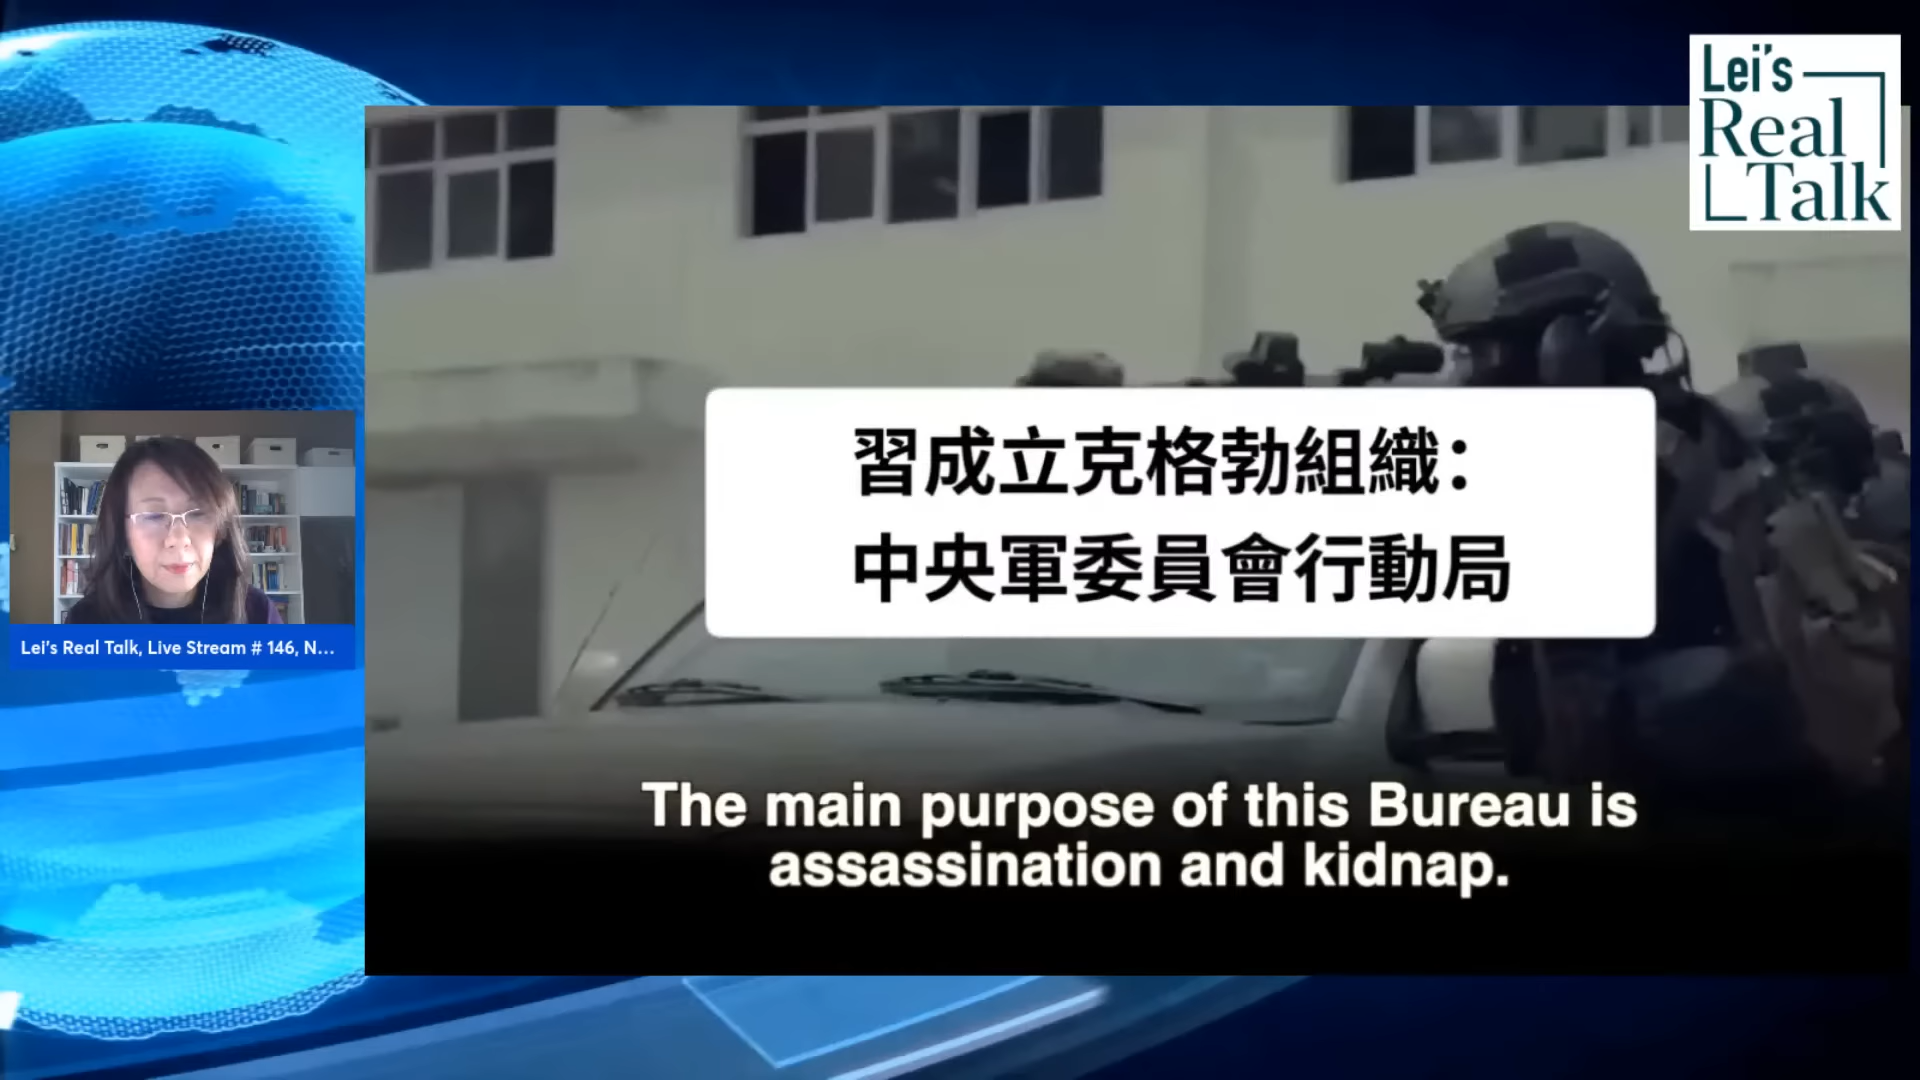 Lei's
Real
Talk
習成立克格勃組織：
中央軍委員會行動局
Lei's Real Talk, Live Stream # 146, N...
The main purpose of this Bureau is
assassination and kidnap.